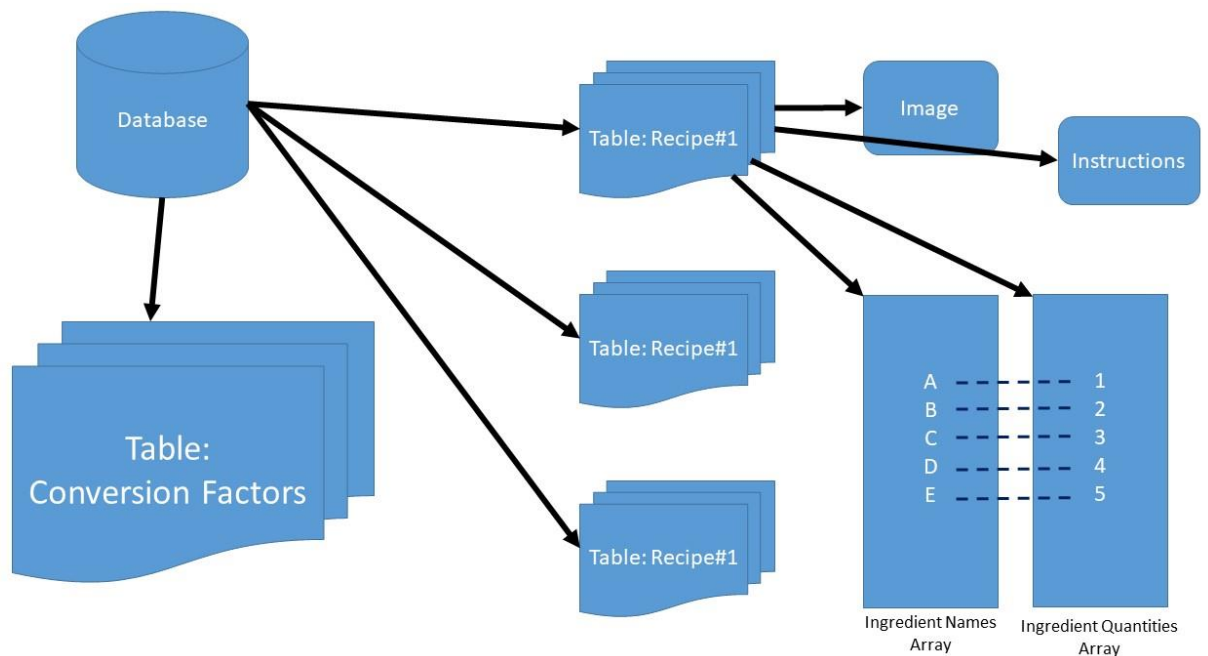 Database
Table: Recipe#1
Image
Instructions
Table: Recipe#1
Table: Recipe#1
Table:
Conversion Factors
A 1
B 2
C 3
D 4
E 5
Ingredient Names
Array
Ingredient Quantities
Array